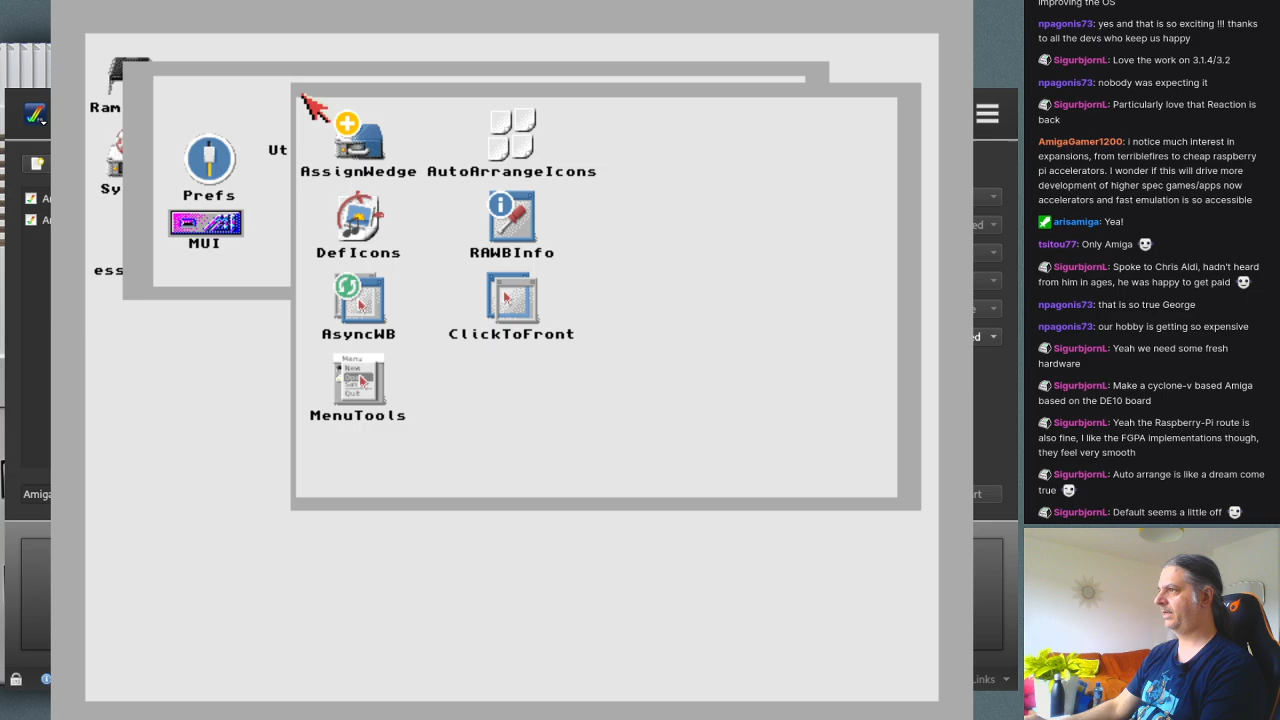 Ram
Sy
ess
Ut
Prefs
MUI
AssignWedge
AutoArrangeIcons
DefIcons
RAWBInfo
AsyncWB
ClickToFront
Menu
New
Quit
MenuTools
Amiga
Links
improving the OS
npagonis73: yes and that is so exciting !!! thanks
to all the devs who keep us happy
SigurbjornL: Love the work on 3.1.4/3.2
npagonis73: nobody was expecting it
SigurbjornL: Particularly love that Reaction is
back
AmigaGamer1200: i notice much interest in
expansions, from terriblefires to cheap raspberry
pi accelerators. I wonder if this will drive more
development of higher spec games/apps now
accelerators and fast emulation is so accessible
arisamiga: Yea!
tsitou77: Only Amiga
SigurbjornL: Spoke to Chris Aldi, hadn't heard
from him in ages, he was happy to get paid
npagonis73: that is so true George
npagonis73: our hobby is getting so expensive
SigurbjornL: Yeah we need some fresh
hardware
SigurbjornL: Make a cyclone-v based Amiga
based on the DE10 board
SigurbjornL: Yeah the Raspberry-Pi route is
also fine, I like the FGPA implementations though,
they feel very smooth
SigurbjornL: Auto arrange is like a dream come
true
SigurbjornL: Default seems a little off